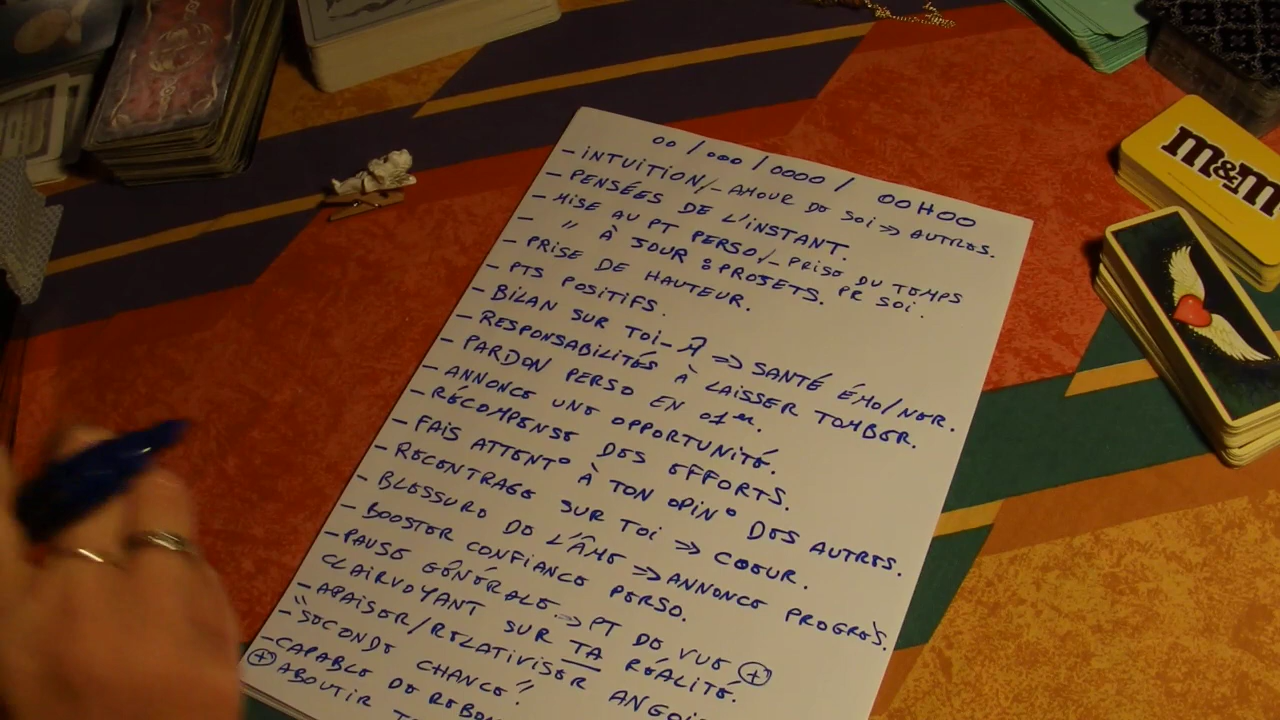 00 / 000 / 0000 / 00H00
- INTUITION/- AMOUR DE SOI => AUTRES.
- PENSÉES DE L'INSTANT.
- MISE AU PT PERSO/- PRISE DU TEMPS PR SOI.
- " À JOUR : PROJETS.
- PRISE DE HAUTEUR.
- PTS POSITIFS.
- BILAN SUR TOI-M̂ => SANTÉ ÉMO/NER.
- RESPONSABILITÉS À LAISSER TOMBER.
- PARDON PERSO EN 01er.
- ANNONCE UNE OPPORTUNITÉ.
- RÉCOMPENSE DES EFFORTS.
- FAIS ATTENT° À TON OPIN° DES AUTRES.
- RECENTRAGE SUR TOI => COEUR.
- BLESSURE DE L'ÂME => ANNONCE PROGRÈS.
- BOOSTER CONFIANCE PERSO.
- PAUSE GÉNÉRALE => PT DE VUE +
CLAIRVOYANT SUR TA RÉALITÉ.
- APAISER/RELATIVISER
- "SECONDE CHANCE"
- CAPABLE DE
+ ABOUTIR
M&M